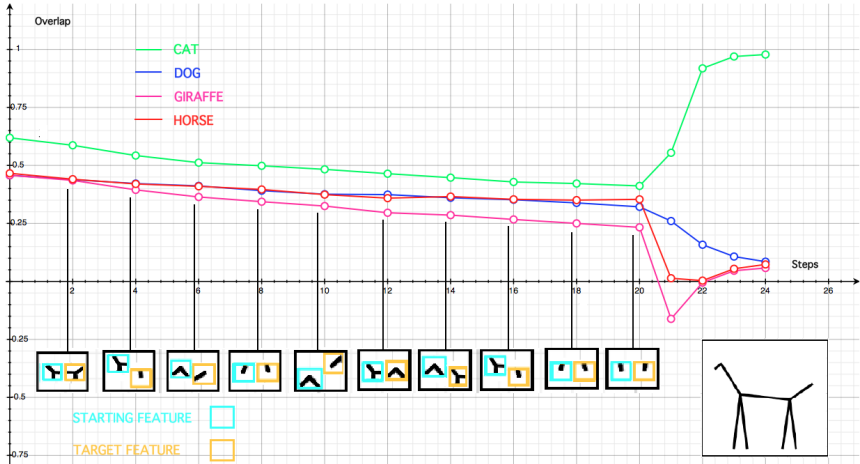 Overlap
1
CAT
DOG
0.75
GIRAFFE
HORSE
0.5
0.25
Steps
2 4 6 8 10 12 14 16 18 20 22 24 26
-0.25
-0.5
STARTING FEATURE
TARGET FEATURE
-0.75